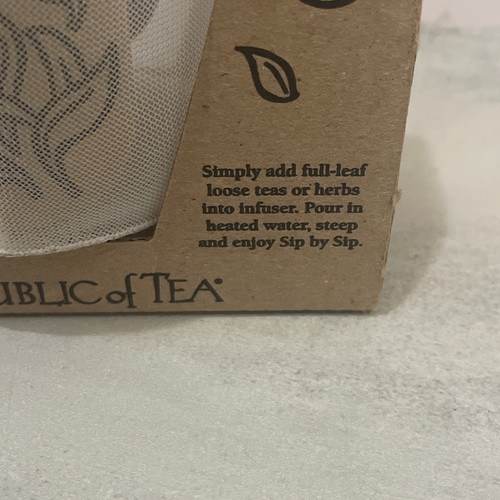 Simply add full-leaf
loose teas or herbs
into infuser. Pour in
heated water, steep
and enjoy Sip by Sip.
UBLIC of TEA®